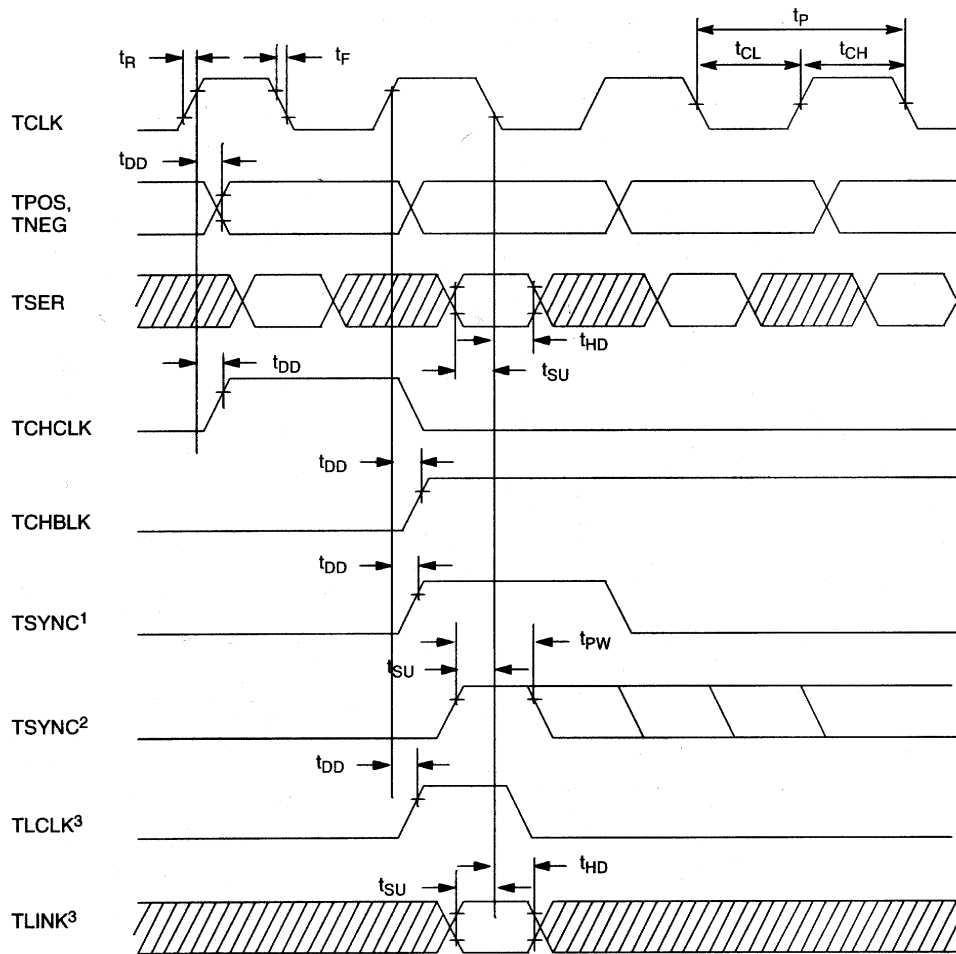 tP
tR
tF
tCL
tCH
TCLK
tDD
TPOS,
TNEG
TSER
tHD
tDD
tSU
TCHCLK
tDD
TCHBLK
tDD
TSYNC¹
tPW
tSU
TSYNC²
tDD
TLCLK³
tHD
tSU
TLINK³